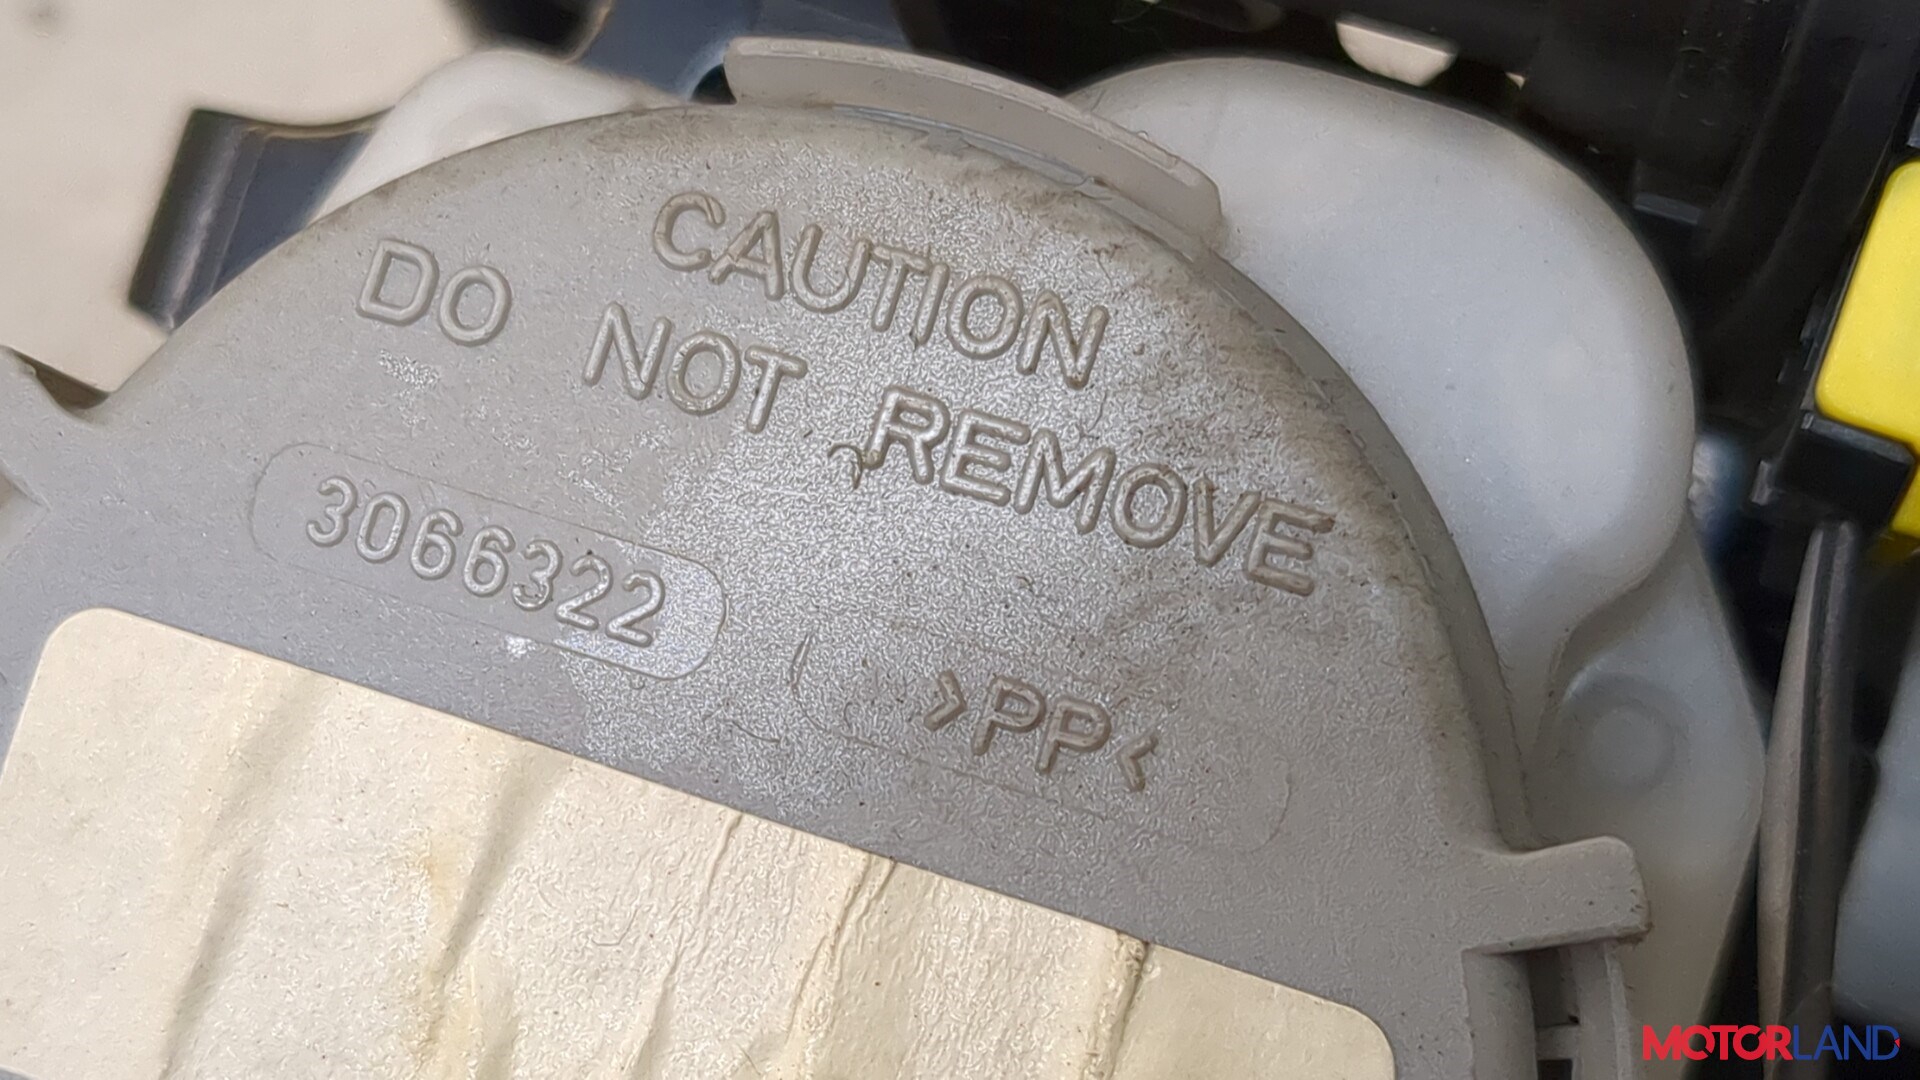 CAUTION
DO NOT REMOVE
3066322
>PP<
MOTORLAND